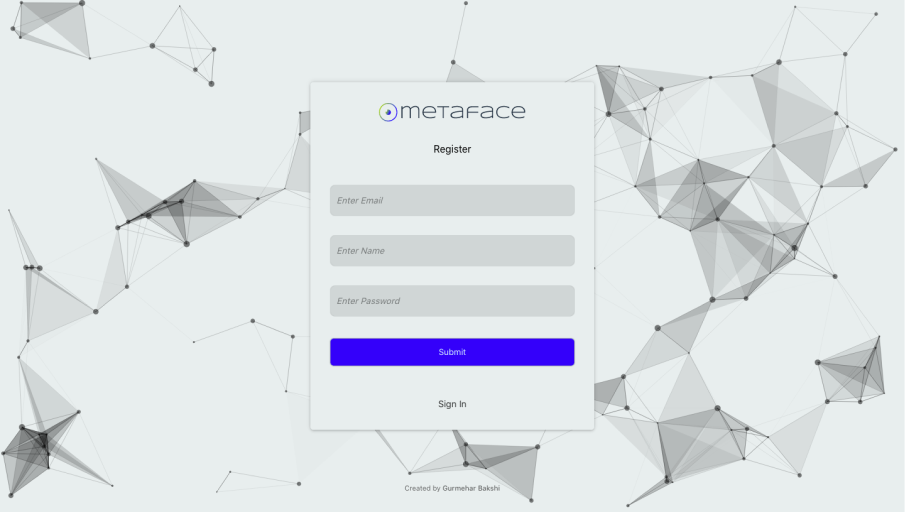 metaface
Register
Enter Email
Enter Name
Enter Password
Submit
Sign In
Created by Gurmehar Bakshi